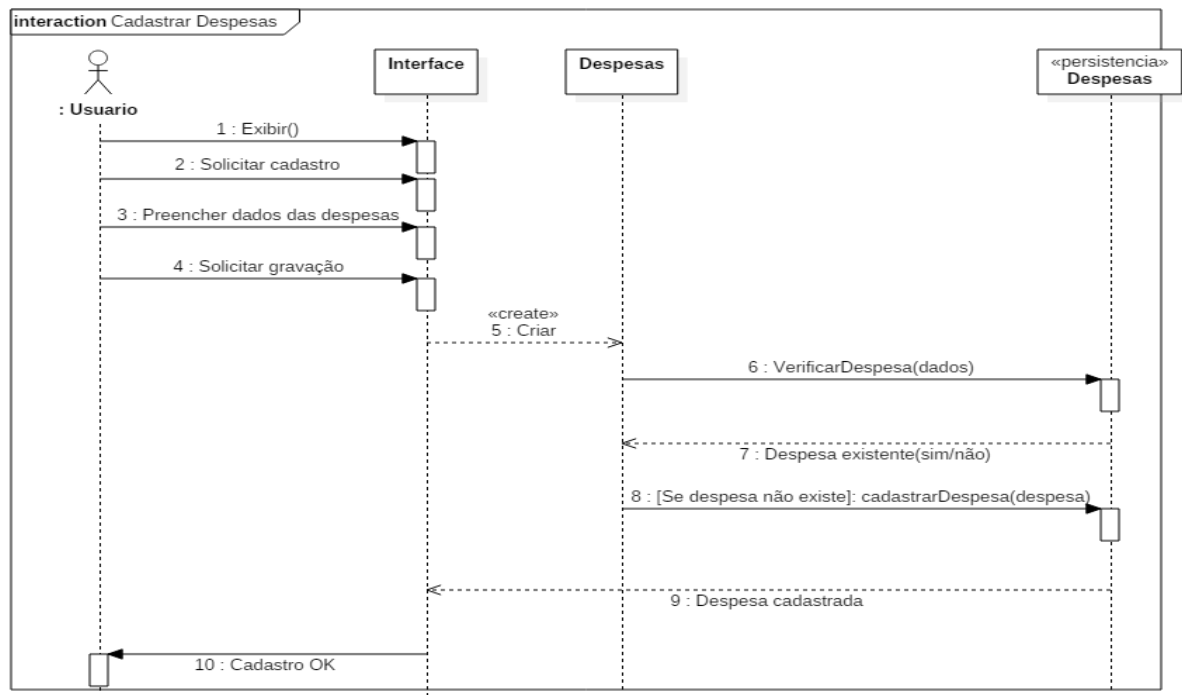 interaction Cadastrar Despesas
Interface
Despesas
«persistencia»
Despesas
: Usuario
1 : Exibir()
2 : Solicitar cadastro
3 : Preencher dados das despesas
4 : Solicitar gravação
«create»
5 : Criar
6 : VerificarDespesa(dados)
7 : Despesa existente(sim/não)
8 : [Se despesa não existe]: cadastrarDespesa(despesa)
9 : Despesa cadastrada
10 : Cadastro OK